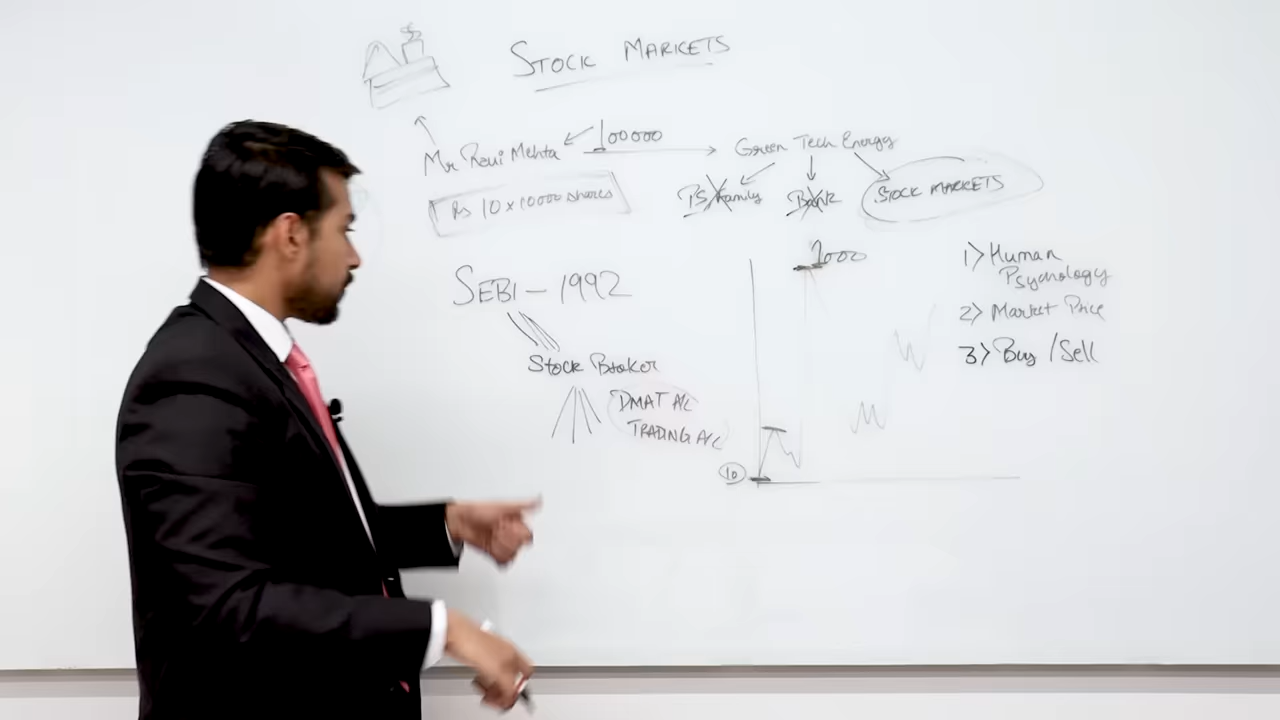 STOCK MARKETS
100000
Mr Ravi Mehta
Green Tech Energy
Rs 10 x 10000 shares
PS/Family
BANK
STOCK MARKETS
SEBI - 1992
Stock Broker
DMAT A/C
TRADING A/C
1000
10
1> Human
Psychology
2> Market Price
3> Buy / Sell